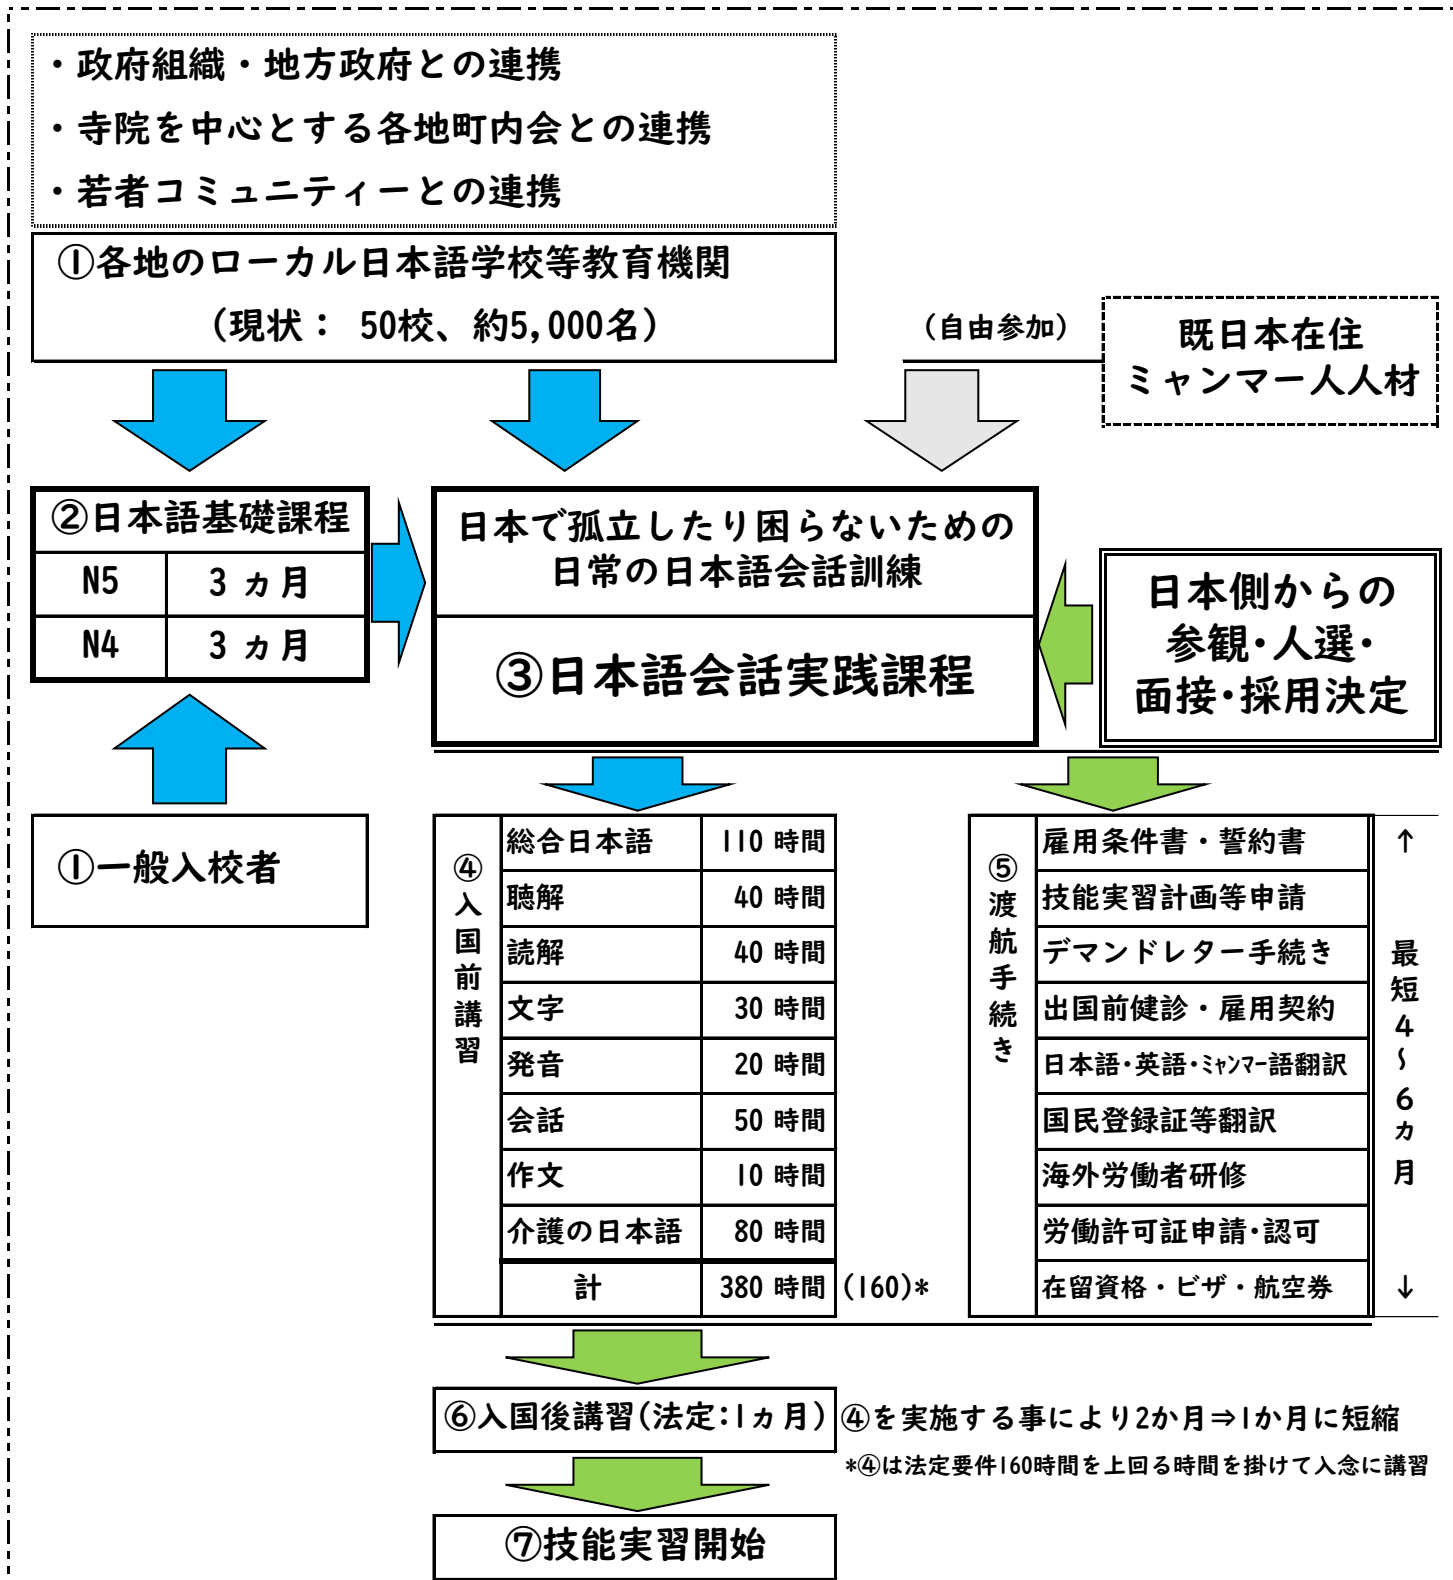 ・政府組織・地方政府との連携
・寺院を中心とする各地町内会との連携
・若者コミュニティーとの連携
①各地のローカル日本語学校等教育機関
(現状： 50校、約5,000名)
(自由参加)
既日本在住
ミャンマー人人材
②日本語基礎課程
N5 3 ヵ月
N4 3 ヵ月
日本で孤立したり困らないための
日常の日本語会話訓練
③日本語会話実践課程
日本側からの
参観･人選･
面接･採用決定
①一般入校者
④入国前講習
総合日本語 110 時間
聴解 40 時間
読解 40 時間
文字 30 時間
発音 20 時間
会話 50 時間
作文 10 時間
介護の日本語 80 時間
計 380 時間 (160)*
⑤渡航手続き
雇用条件書・誓約書
技能実習計画等申請
デマンドレター手続き
出国前健診・雇用契約
日本語･英語･ﾐｬﾝﾏｰ語翻訳
国民登録証等翻訳
海外労働者研修
労働許可証申請･認可
在留資格・ビザ・航空券
↑
最短4～6カ月
↓
⑥入国後講習(法定:1ヵ月) ④を実施する事により2か月⇒1か月に短縮
*④は法定要件160時間を上回る時間を掛けて入念に講習
⑦技能実習開始